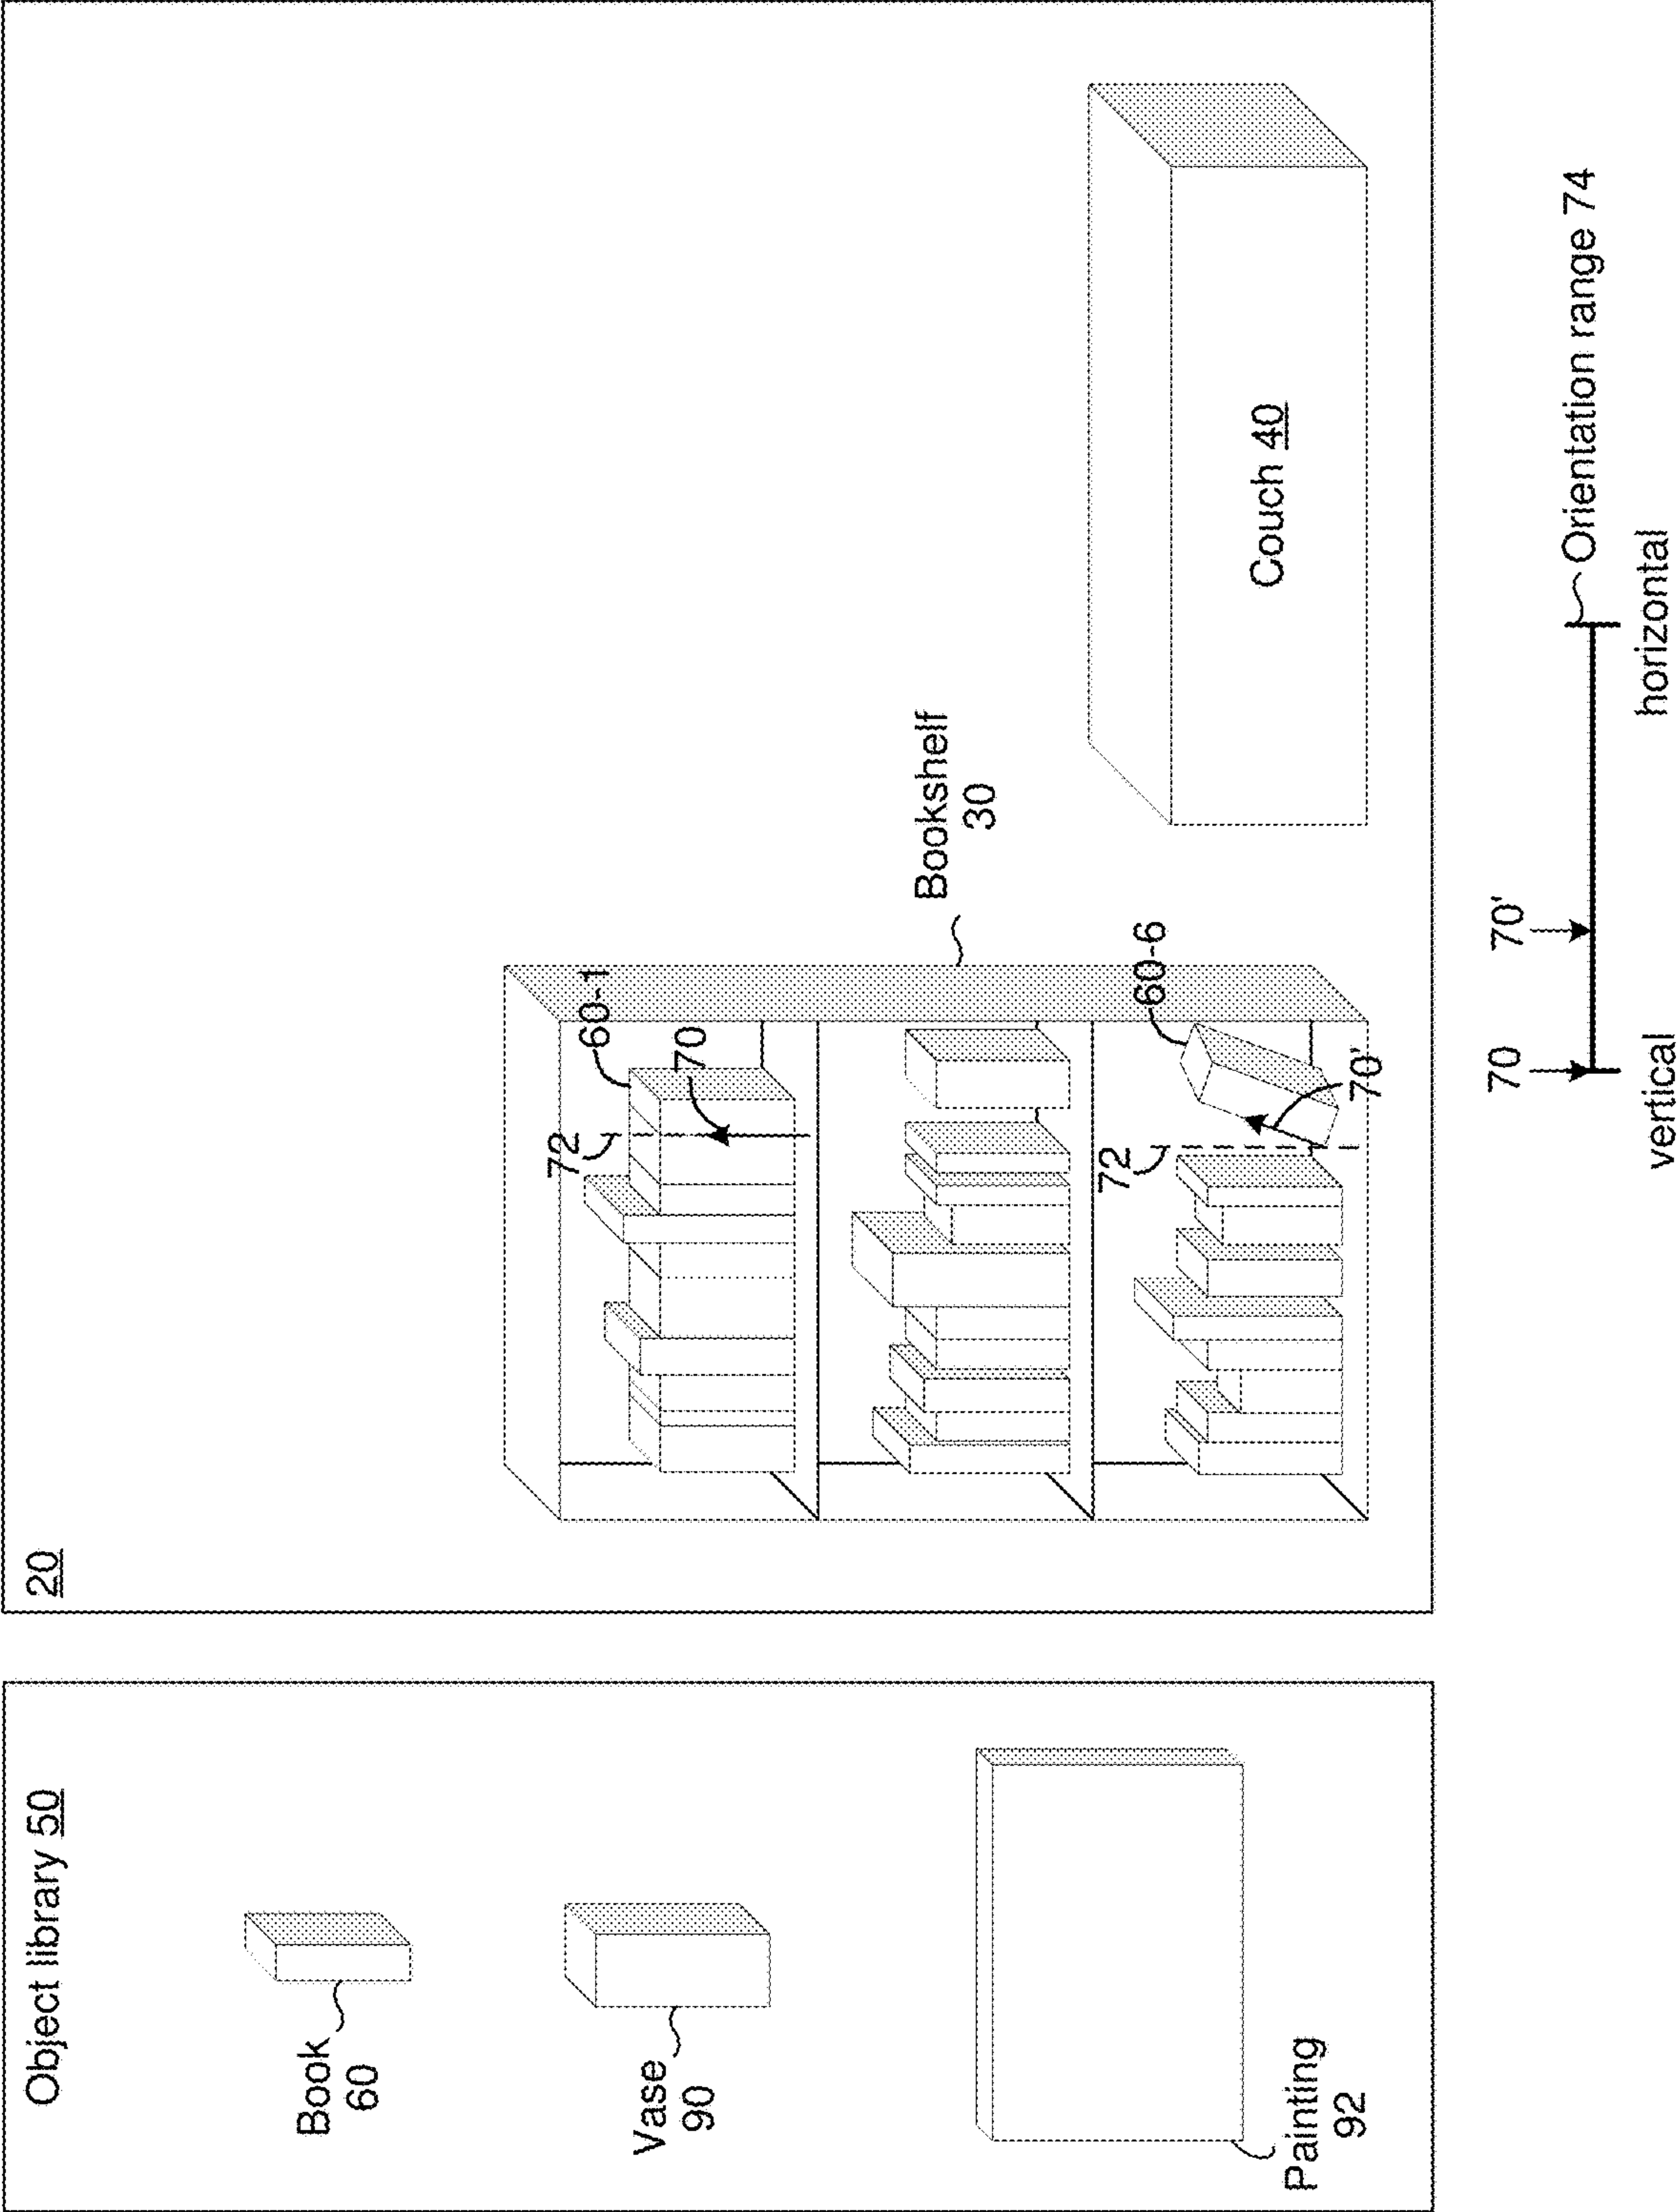 Object library 50
Book
60
Vase
90
Painting
92
20
72
60-1
70
Bookshelf
30
72
60-6
70'
Couch 40
70
70'
Orientation range 74
vertical
horizontal